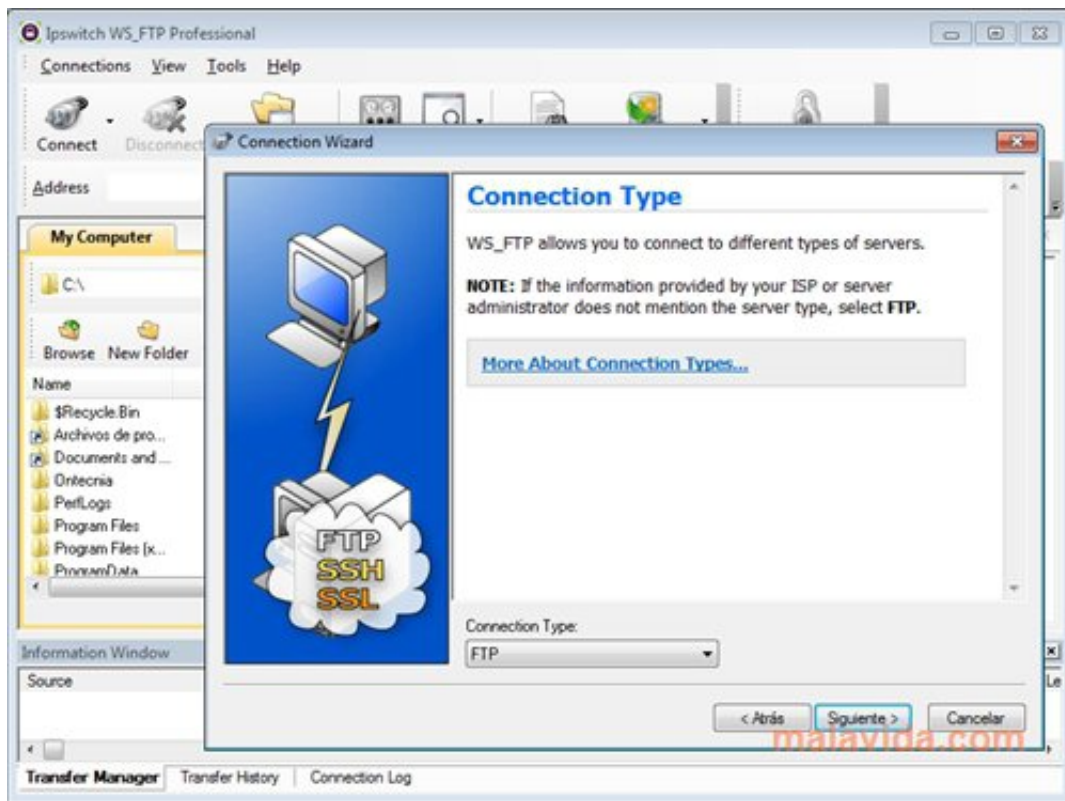 Ipswitch WS_FTP Professional
Connections View Tools Help
Connect Disconnect
Address
My Computer
C:\
Browse New Folder
Name
$Recycle.Bin
Archivos de pro...
Documents and ...
Ontecnia
PerfLogs
Program Files
Program Files (x...
ProgramData
Connection Wizard
Connection Type
WS_FTP allows you to connect to different types of servers.
NOTE: If the information provided by your ISP or server
administrator does not mention the server type, select FTP.
More About Connection Types...
FTP
SSH
SSL
Connection Type:
FTP
< Atrás Siguiente > Cancelar
malavida.com
Information Window
Source
Le
Transfer Manager Transfer History Connection Log